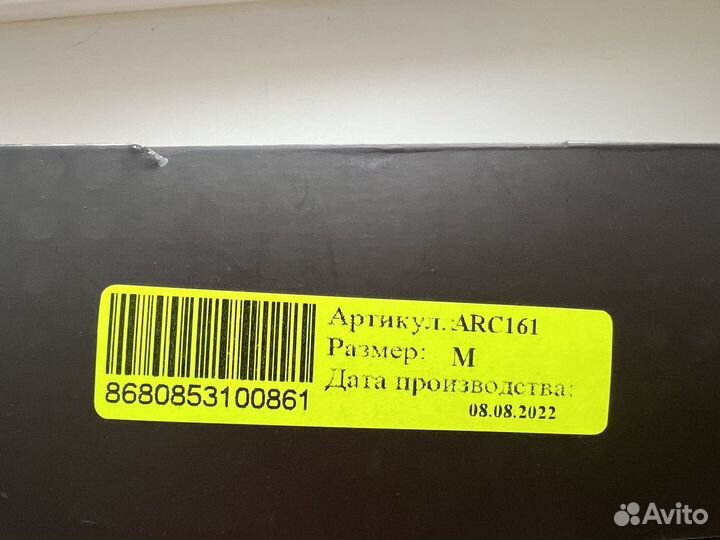 Артикул.:ARC161
Размер: M
Дата производства:
08.08.2022
8680853100861
Avito